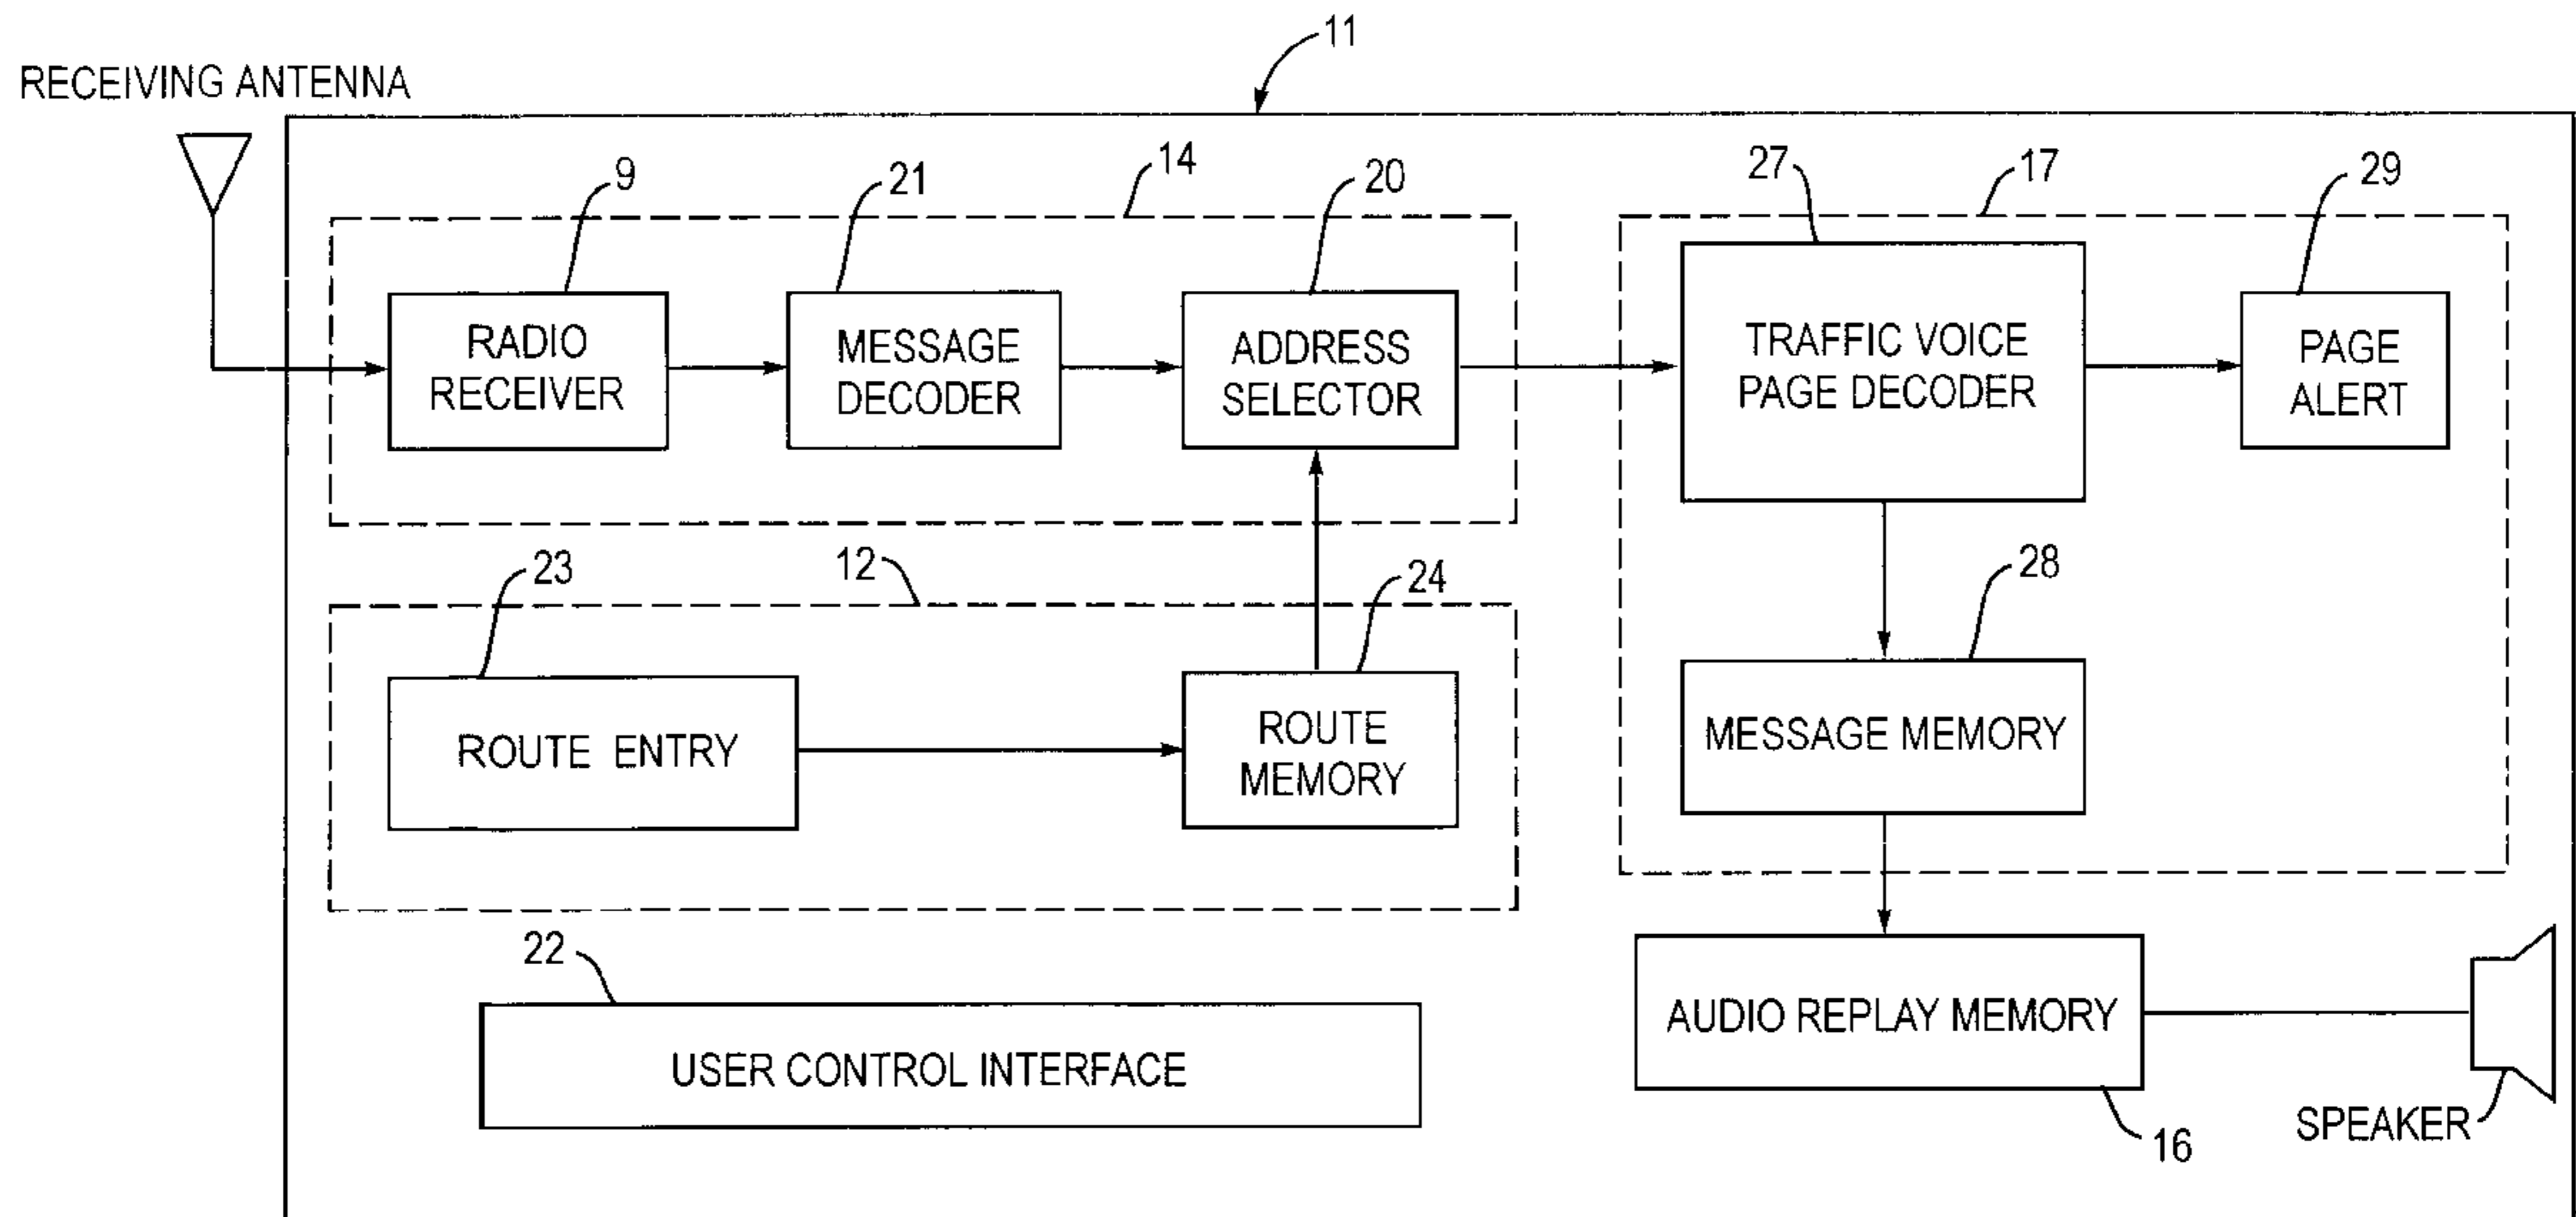 11
RECEIVING ANTENNA
9
21
14
20
27
17
29
RADIO
RECEIVER
MESSAGE
DECODER
ADDRESS
SELECTOR
TRAFFIC VOICE
PAGE DECODER
PAGE
ALERT
23
12
24
28
ROUTE ENTRY
ROUTE
MEMORY
MESSAGE MEMORY
22
USER CONTROL INTERFACE
AUDIO REPLAY MEMORY
16
SPEAKER